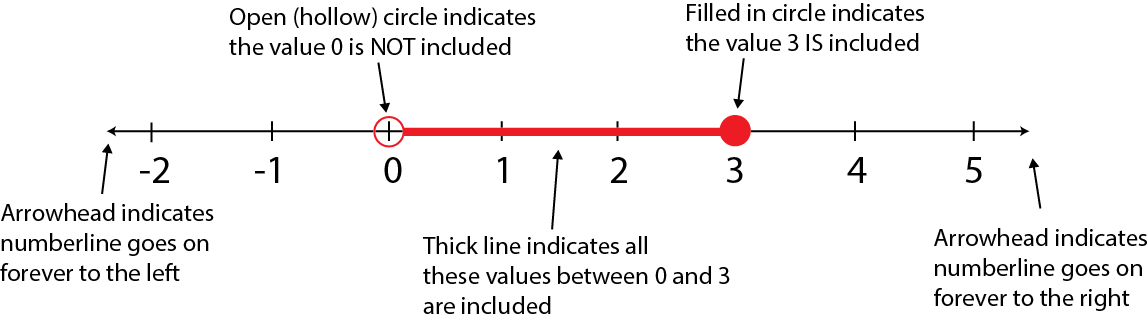 Open (hollow) circle indicates
the value 0 is NOT included
Filled in circle indicates
the value 3 IS included
-2 -1 0 1 2 3 4 5
Arrowhead indicates
numberline goes on
forever to the left
Thick line indicates all
these values between 0 and 3
are included
Arrowhead indicates
numberline goes on
forever to the right